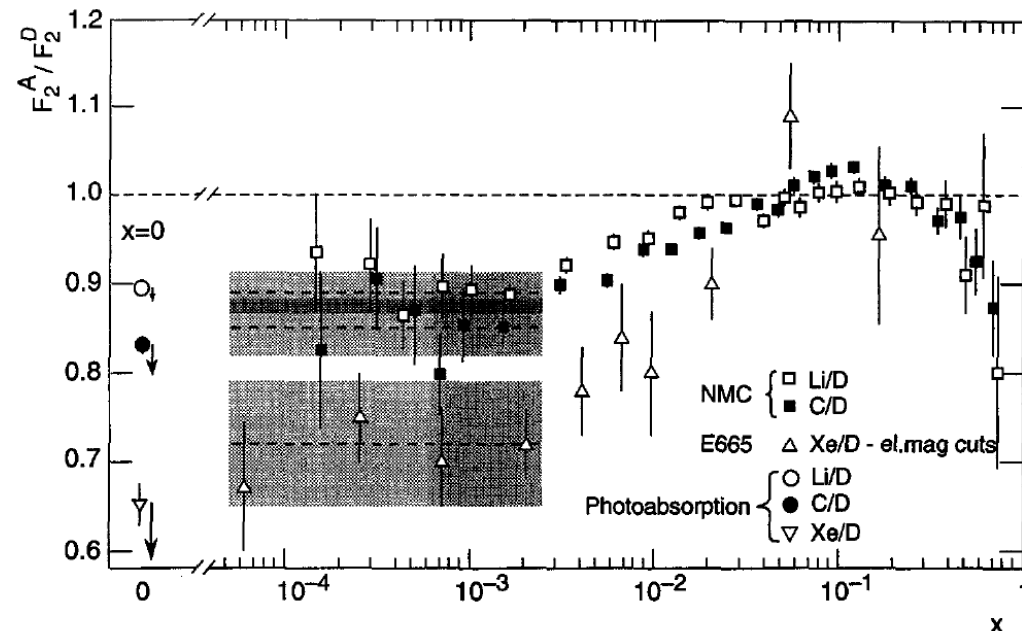 F₂ᴬ / F₂ᴰ
1.2
1.1
1.0
x=0
0.9
0.8
0.7
0.6
NMC { Li/D
C/D
E665 Xe/D - el.mag cuts
Photoabsorption { Li/D
C/D
Xe/D
0 10⁻⁴ 10⁻³ 10⁻² 10⁻¹ 1
x